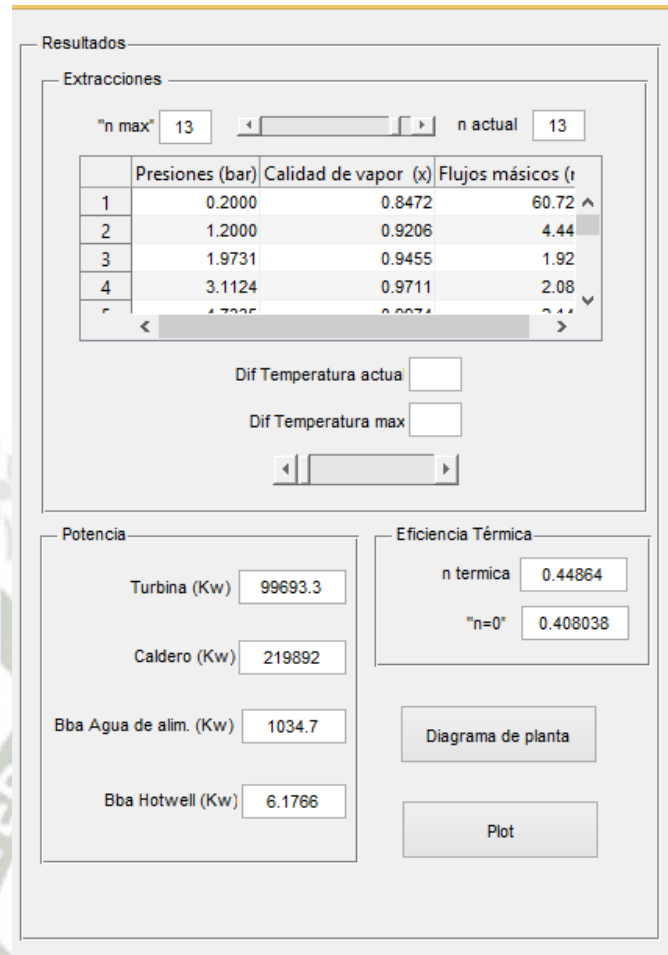 Resultados
Extracciones
"n max" 13 n actual 13
Presiones (bar) Calidad de vapor (x) Flujos másicos (r
1 0.2000 0.8472 60.72
2 1.2000 0.9206 4.44
3 1.9731 0.9455 1.92
4 3.1124 0.9711 2.08
Dif Temperatura actua
Dif Temperatura max
Potencia
Turbina (Kw) 99693.3
Caldero (Kw) 219892
Bba Agua de alim. (Kw) 1034.7
Bba Hotwell (Kw) 6.1766
Eficiencia Térmica
n termica 0.44864
"n=0" 0.408038
Diagrama de planta
Plot